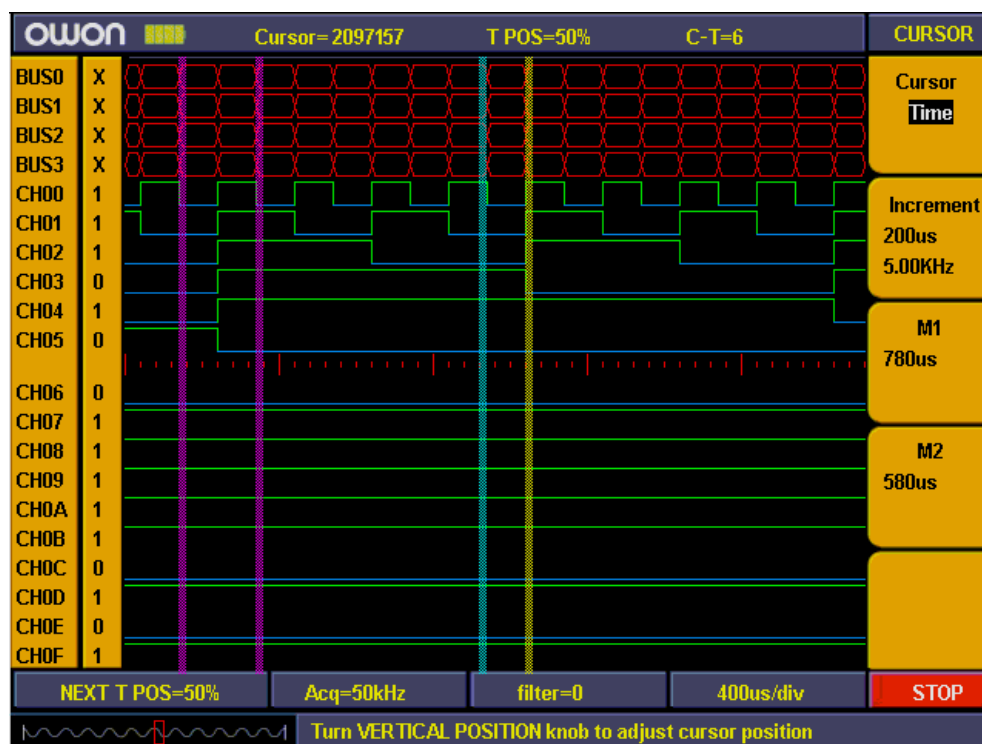 owon Cursor=2097157 T POS=50% C-T=6 CURSOR
BUS0 X
BUS1 X
BUS2 X
BUS3 X
CH00 1
CH01 1
CH02 1
CH03 0
CH04 1
CH05 0
CH06 0
CH07 1
CH08 1
CH09 1
CH0A 1
CH0B 1
CH0C 0
CH0D 1
CH0E 0
CH0F 1
Cursor
Time
Increment
200us
5.00KHz
M1
780us
M2
580us
NEXT T POS=50% Acq=50kHz filter=0 400us/div STOP
Turn VERTICAL POSITION knob to adjust cursor position